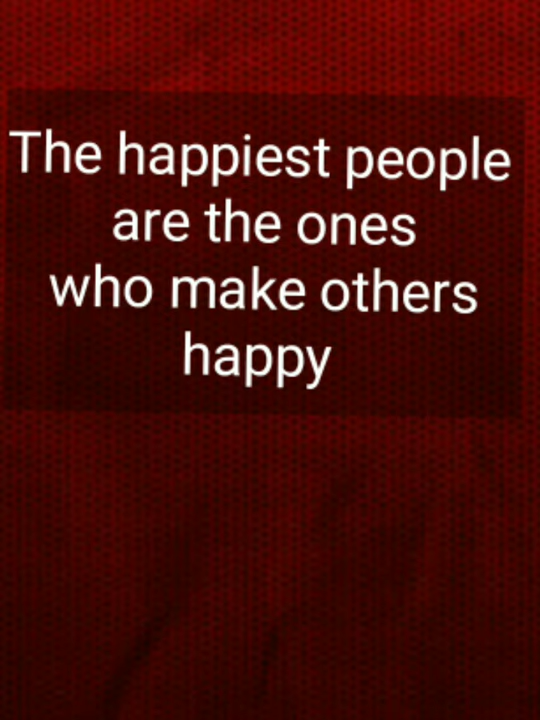 The happiest people
are the ones
who make others
happy